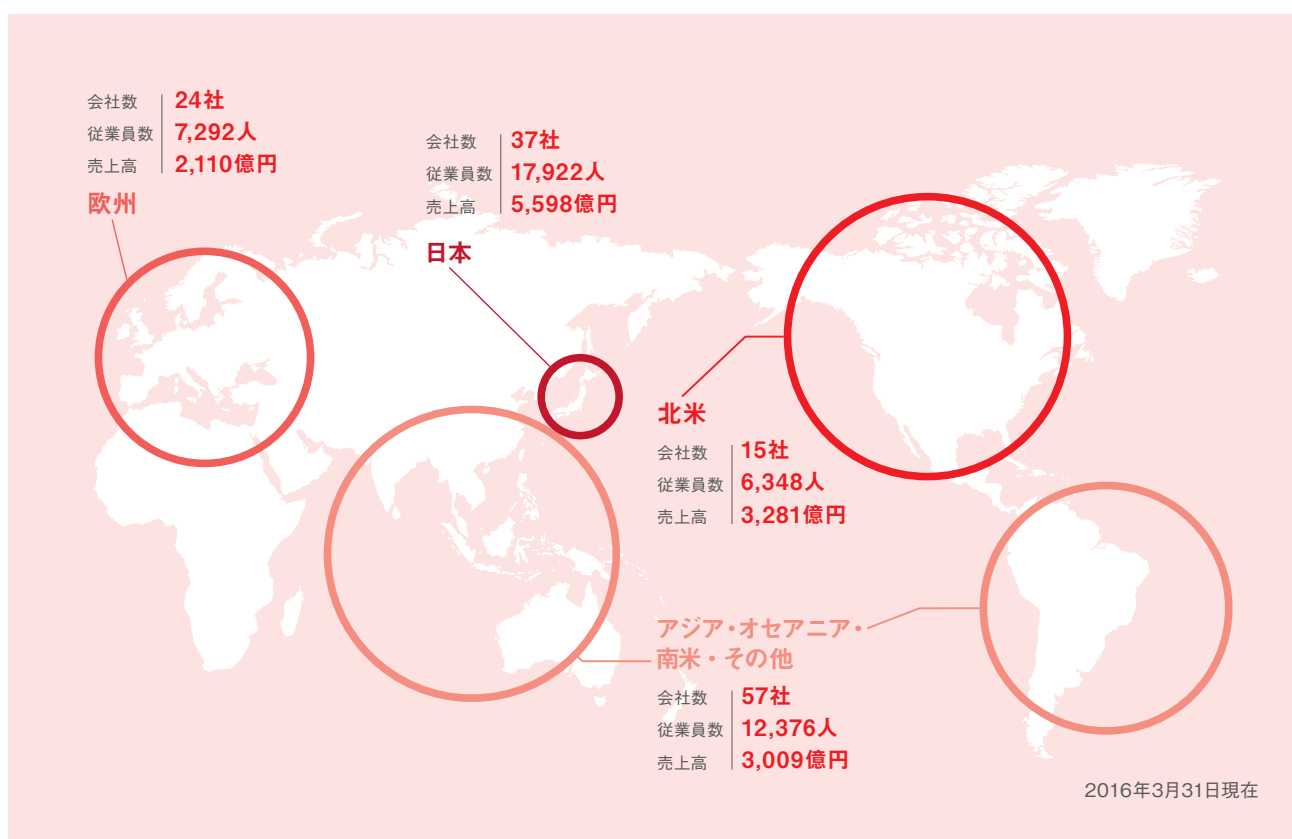 会社数 24社
従業員数 7,292人
売上高 2,110億円
欧州
会社数 37社
従業員数 17,922人
売上高 5,598億円
日本
北米
会社数 15社
従業員数 6,348人
売上高 3,281億円
アジア・オセアニア・
南米・その他
会社数 57社
従業員数 12,376人
売上高 3,009億円
2016年3月31日現在